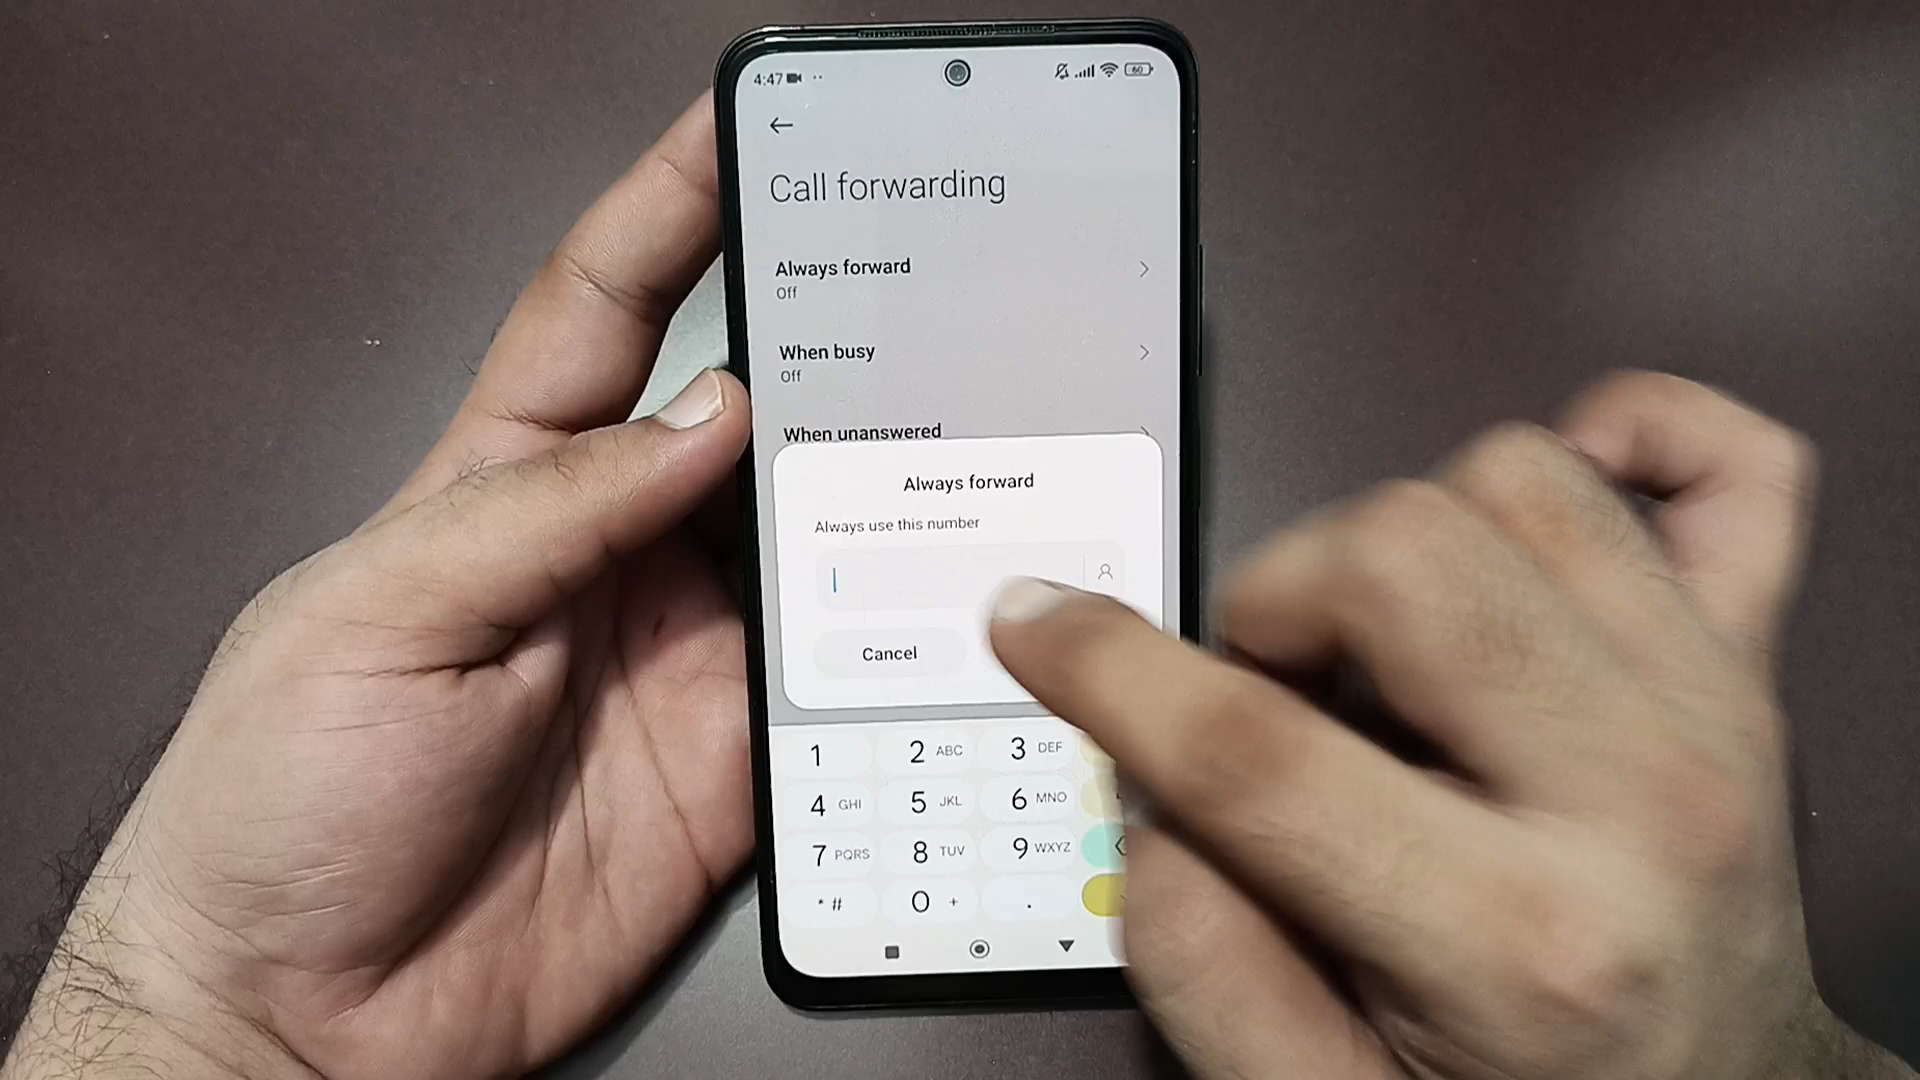 4:47
60
Call forwarding
Always forward
Off
When busy
Off
When unanswered
Always forward
Always use this number
Cancel
1
2 ABC
3 DEF
4 GHI
5 JKL
6 MNO
7 PQRS
8 TUV
9 WXYZ
* #
0 +
.